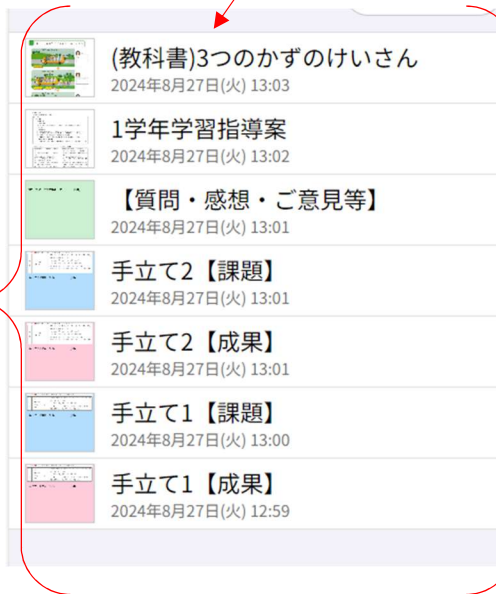 (教科書)3つのかずのけいさん
2024年8月27日(火) 13:03
1学年学習指導案
2024年8月27日(火) 13:02
【質問・感想・ご意見等】
2024年8月27日(火) 13:01
手立て2【課題】
2024年8月27日(火) 13:01
手立て2【成果】
2024年8月27日(火) 13:01
手立て1【課題】
2024年8月27日(火) 13:00
手立て1【成果】
2024年8月27日(火) 12:59